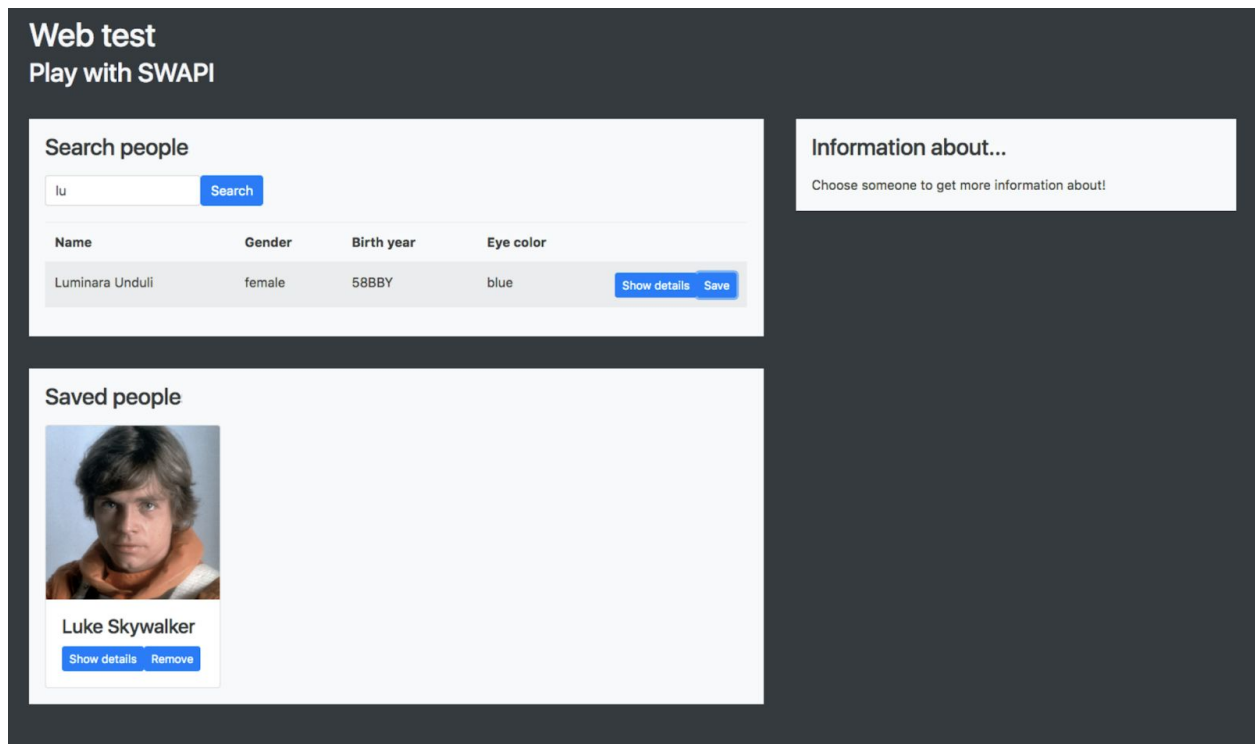 Web test
Play with SWAPI
Search people
lu
Search
Name Gender Birth year Eye color
Luminara Unduli female 58BBY blue Show details Save
Saved people
Luke Skywalker
Show details Remove
Information about...
Choose someone to get more information about!